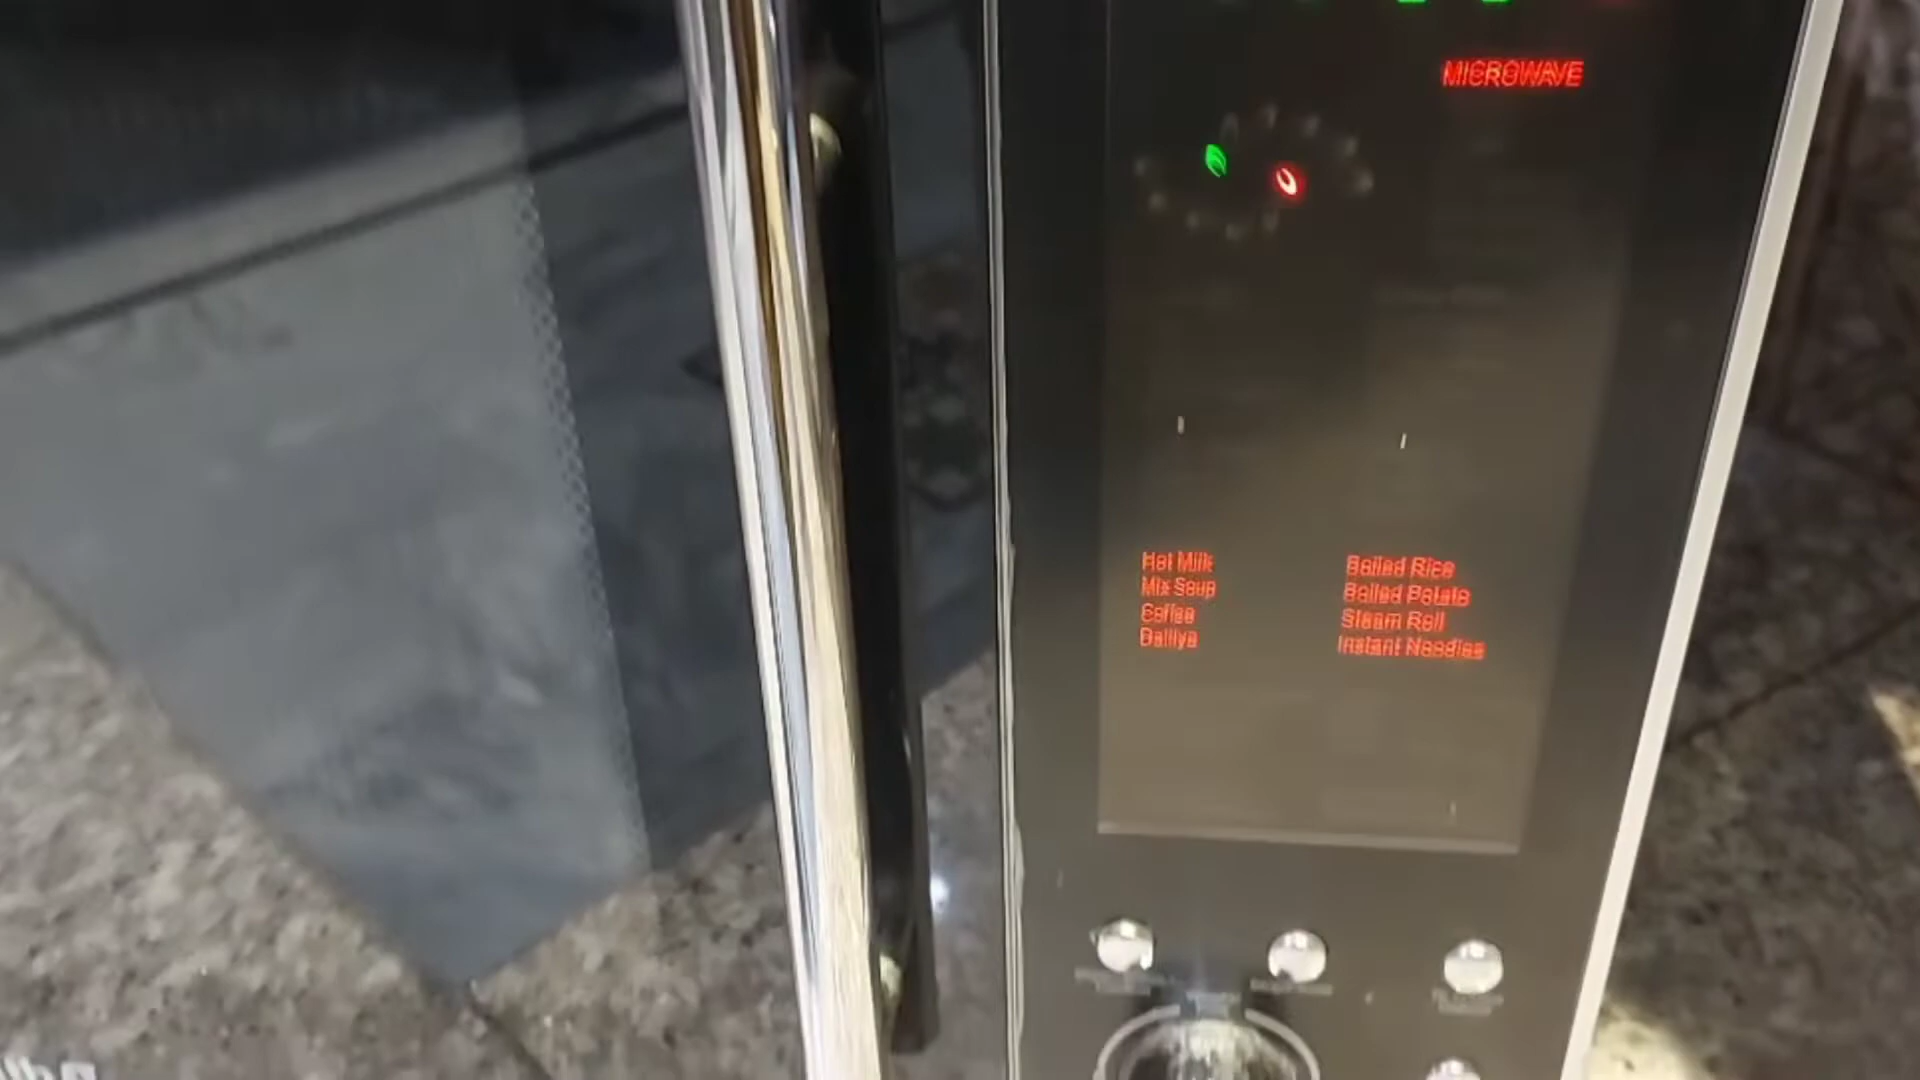 MICROWAVE
Hot Milk
Mix Soup
Coffee
Daliya
Boiled Rice
Boiled Potato
Steam Roll
Instant Noodles